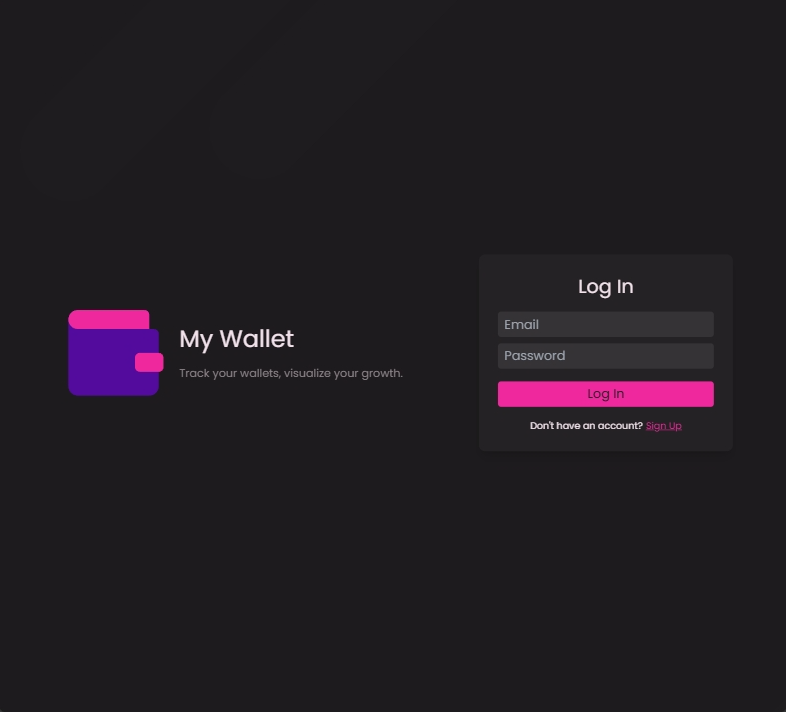 My Wallet
Track your wallets, visualize your growth.
Log In
Email
Password
Log In
Don't have an account? Sign Up